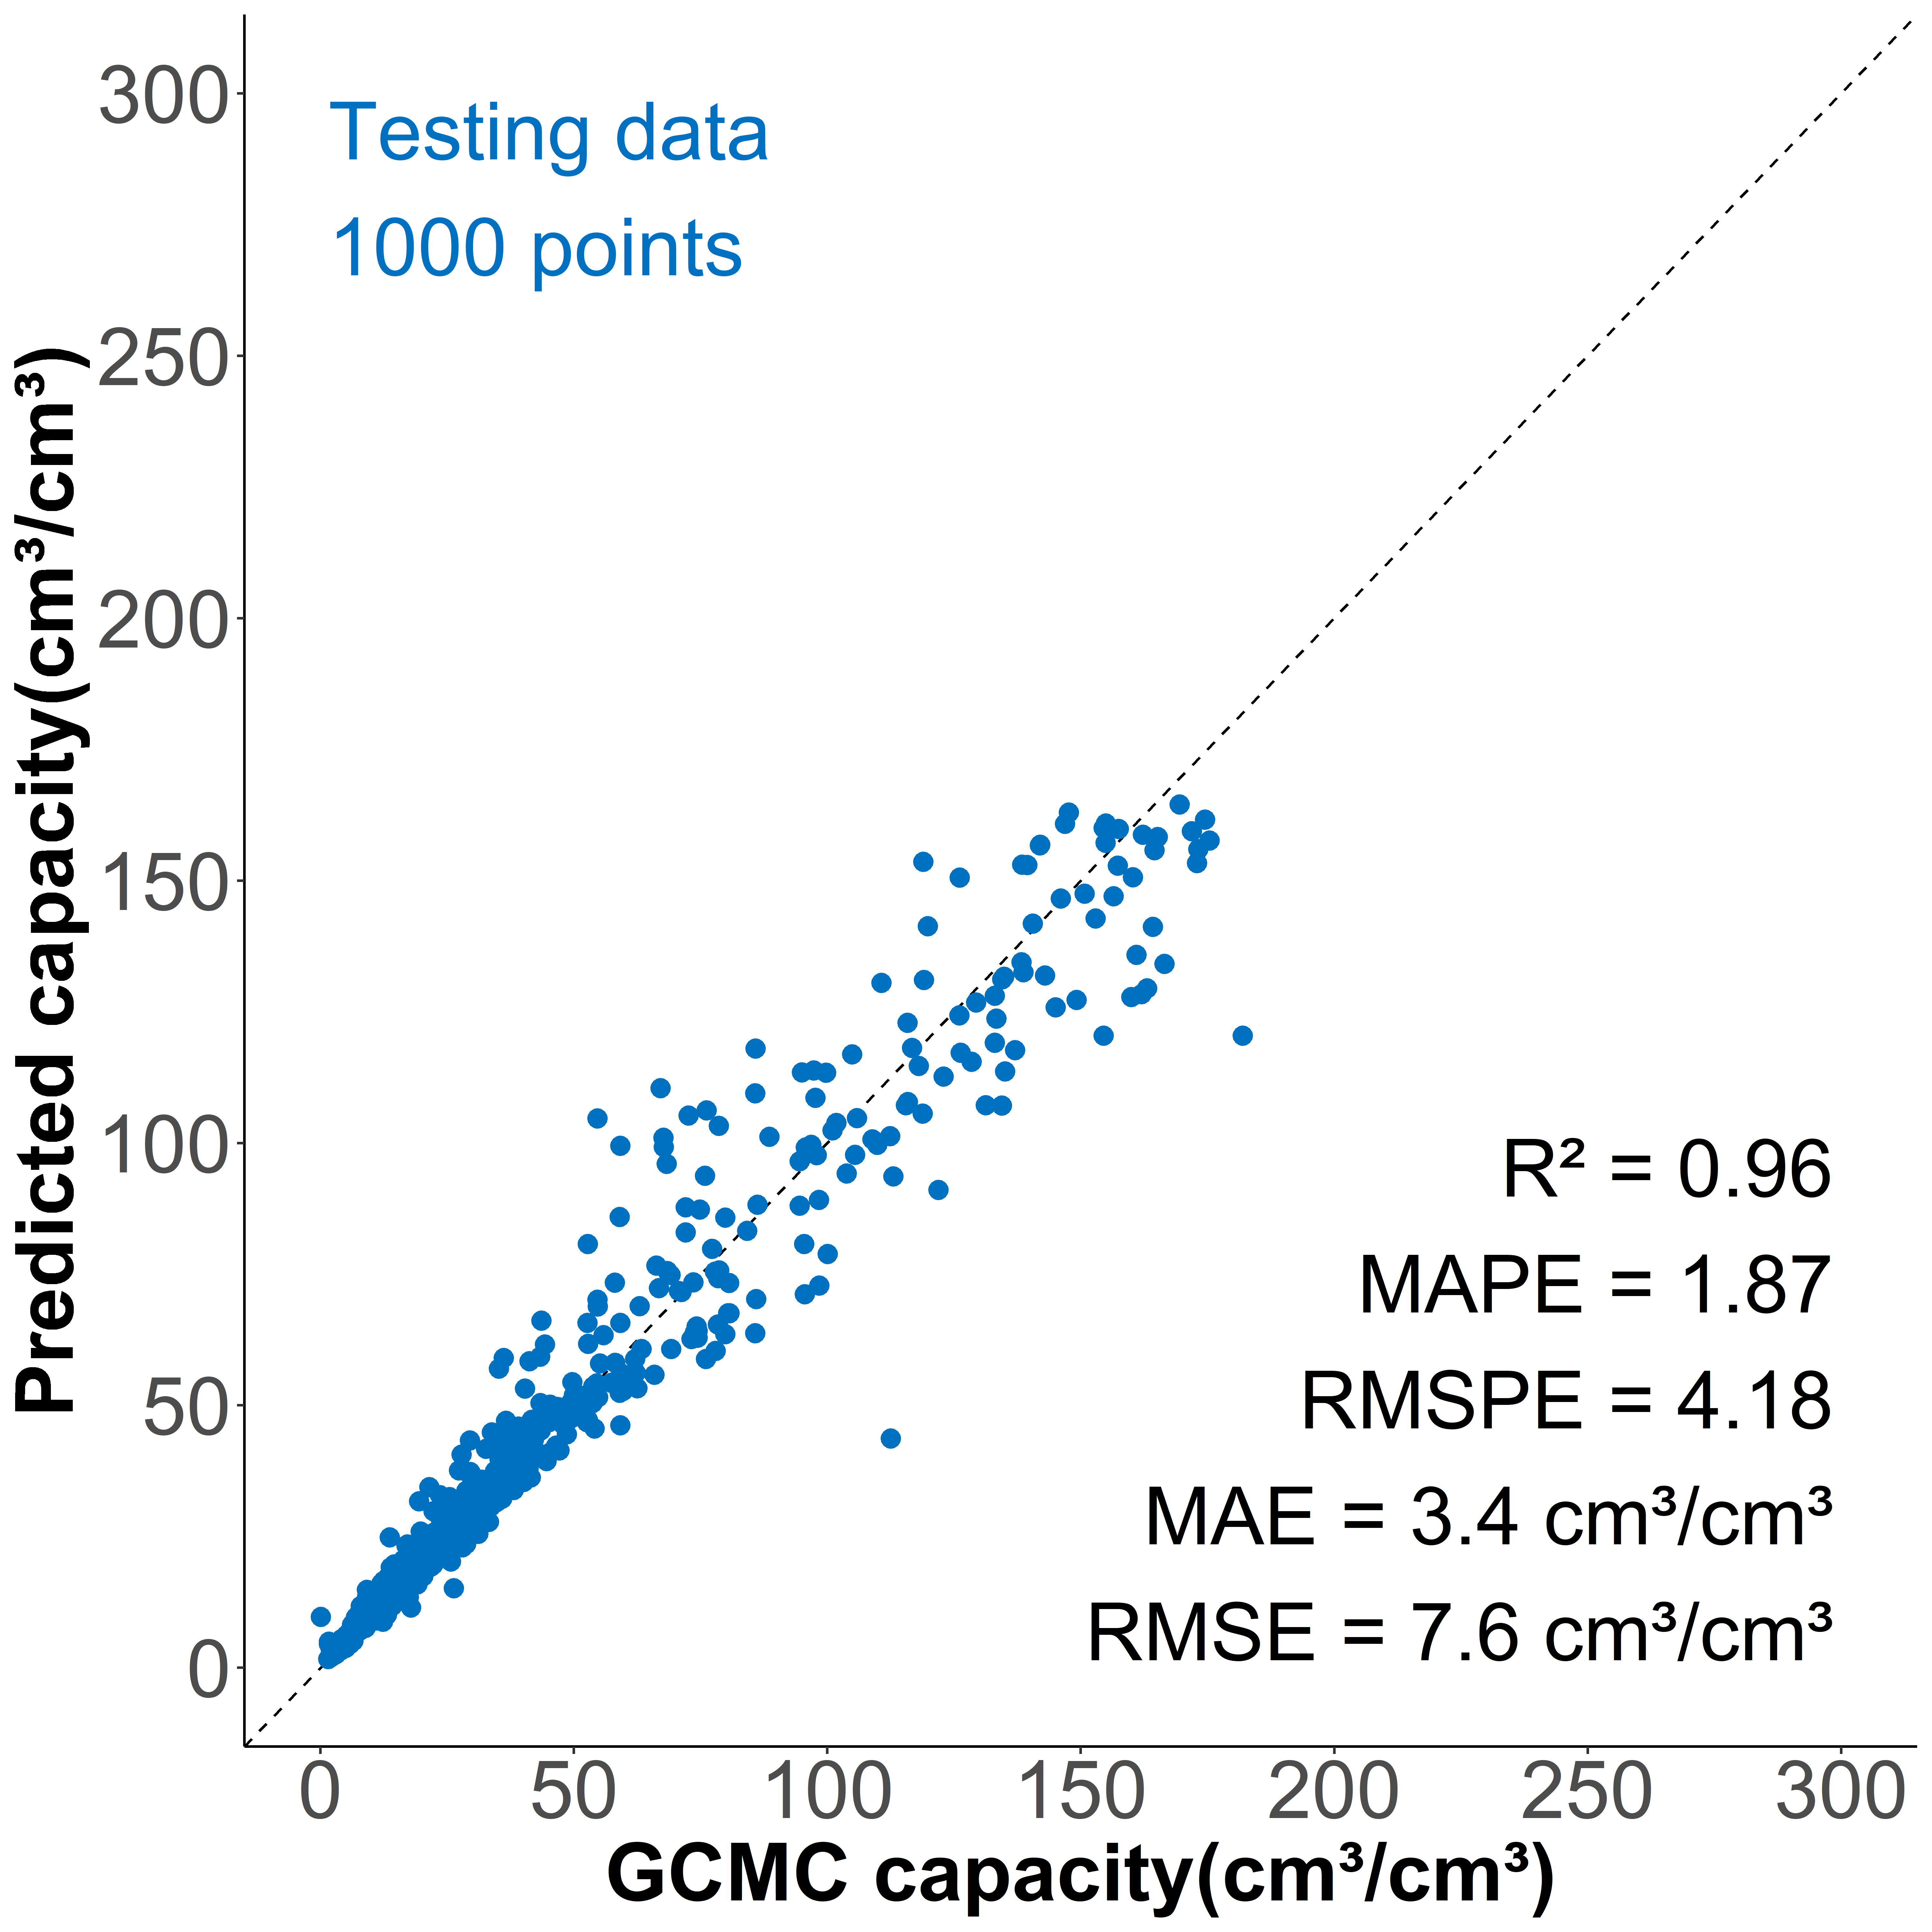 Predicted capacity(cm³/cm³)
300
250
200
150
100
50
0
Testing data
1000 points
R² = 0.96
MAPE = 1.87
RMSPE = 4.18
MAE = 3.4 cm³/cm³
RMSE = 7.6 cm³/cm³
0 50 100 150 200 250 300
GCMC capacity(cm³/cm³)